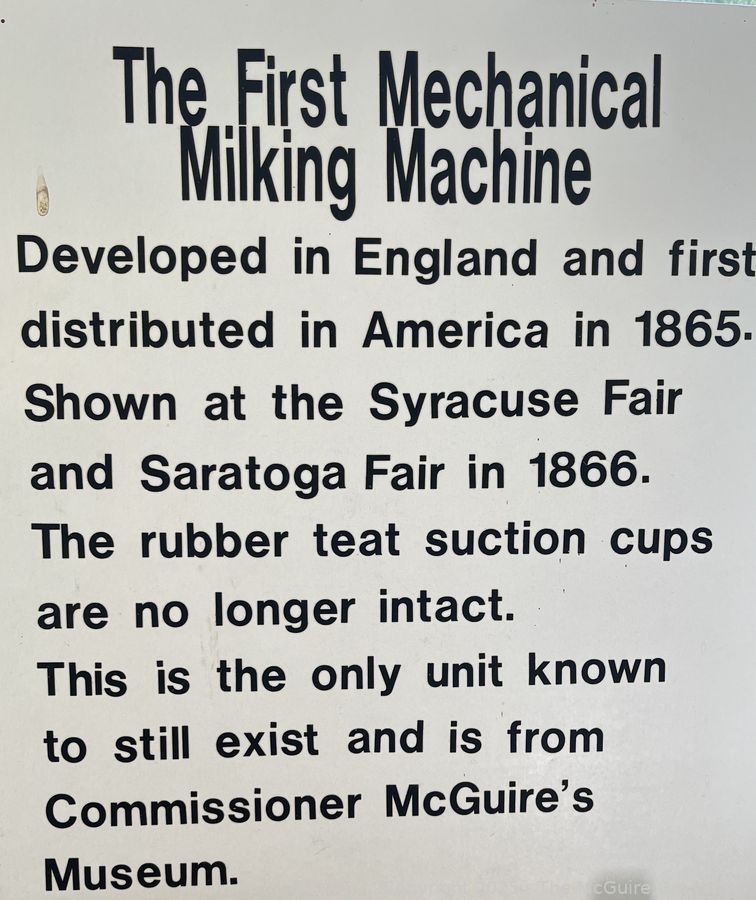 The First Mechanical
Milking Machine
Developed in England and first
distributed in America in 1865.
Shown at the Syracuse Fair
and Saratoga Fair in 1866.
The rubber teat suction cups
are no longer intact.
This is the only unit known
to still exist and is from
Commissioner McGuire's
Museum.
The McGuire